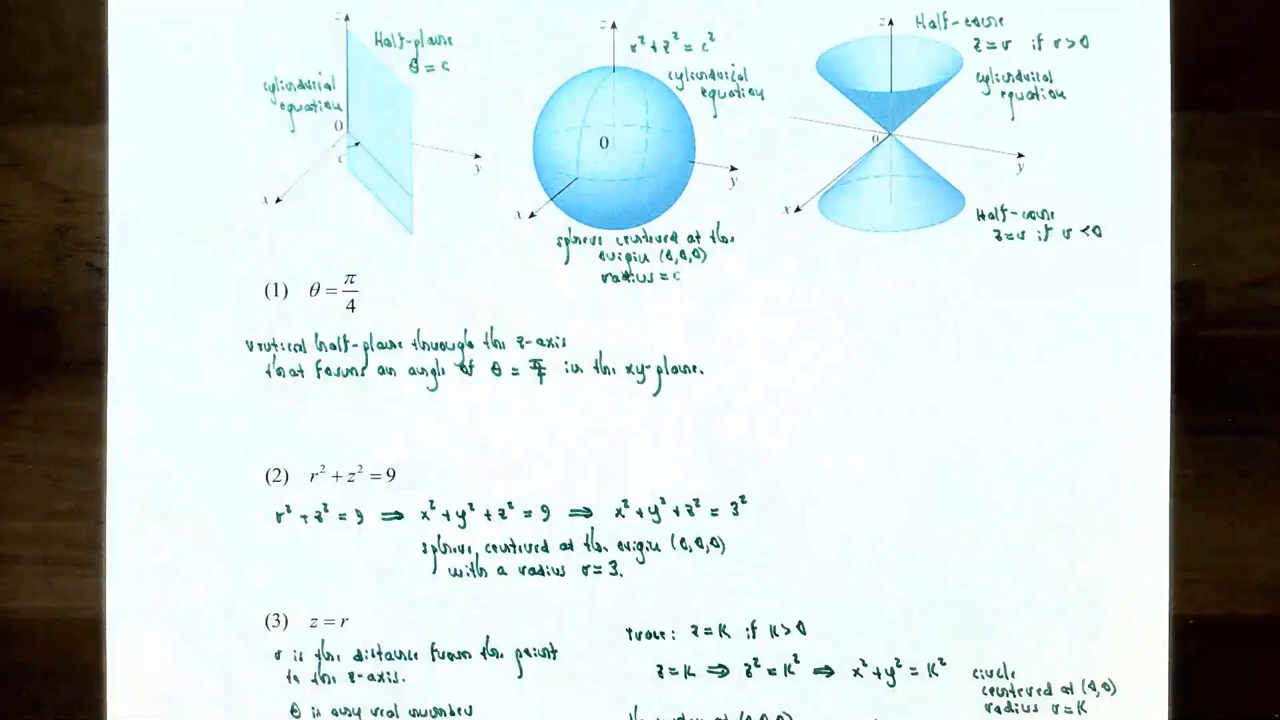 z
Half-plane
θ = c
cylindrical
equation
0
c
x
y
z
r² + z² = c²
cylindrical
equation
0
x
y
sphere centered at the
origin (0,0,0)
radius = c
z
Half-cone
z = r if r > 0
cylindrical
equation
0
x
y
Half-cone
z = r if r < 0
(1) θ = π/4
vertical half-plane through the z-axis
that forms an angle of θ = π/4 in the xy-plane.
(2) r² + z² = 9
r² + z² = 9 ⇒ x² + y² + z² = 9 ⇒ x² + y² + z² = 3²
sphere centered at the origin (0,0,0)
with a radius r = 3.
(3) z = r
r is the distance from the point
to the z-axis.
θ is any real number
trace: z = K if K > 0
z = K ⇒ z² = K² ⇒ x² + y² = K²
circle
centered at (0,0)
radius r = K